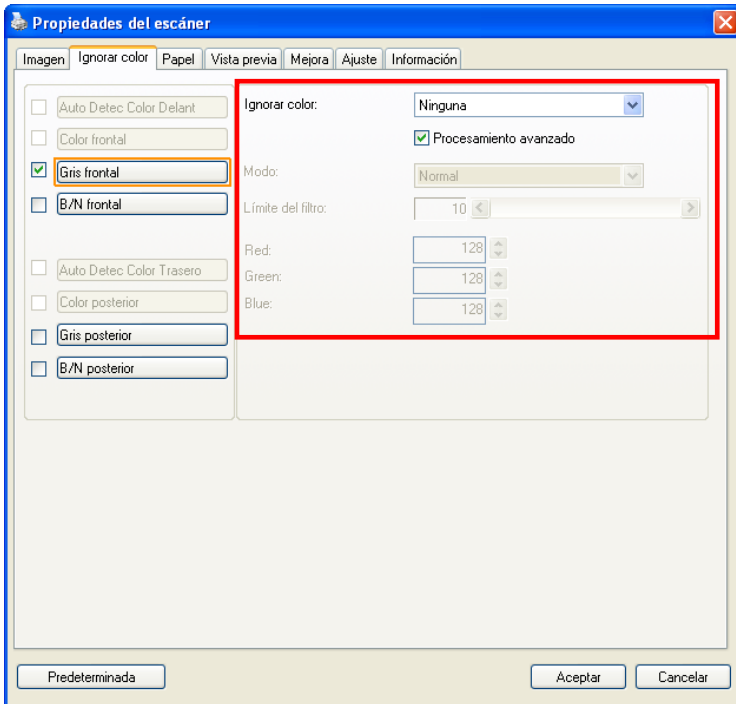 Propiedades del escáner
Imagen Ignorar color Papel Vista previa Mejora Ajuste Información
Auto Detec Color Delant
Color frontal
Gris frontal
B/N frontal
Auto Detec Color Trasero
Color posterior
Gris posterior
B/N posterior
Ignorar color: Ninguna
Procesamiento avanzado
Modo: Normal
Límite del filtro: 10
Red: 128
Green: 128
Blue: 128
Predeterminada Aceptar Cancelar